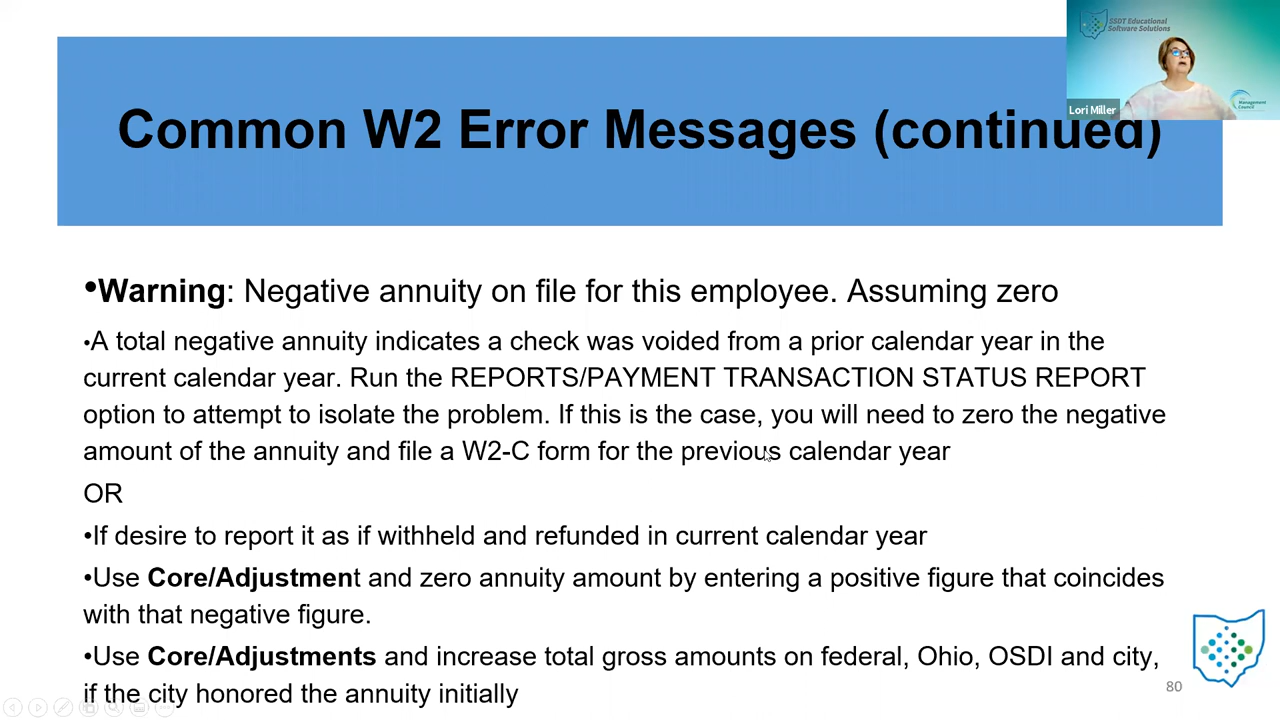 SSDT Educational
Software Solutions
Management
Council
Lori Miller
Common W2 Error Messages (continued)
•Warning: Negative annuity on file for this employee. Assuming zero
•A total negative annuity indicates a check was voided from a prior calendar year in the
current calendar year. Run the REPORTS/PAYMENT TRANSACTION STATUS REPORT
option to attempt to isolate the problem. If this is the case, you will need to zero the negative
amount of the annuity and file a W2-C form for the previous calendar year
OR
•If desire to report it as if withheld and refunded in current calendar year
•Use Core/Adjustment and zero annuity amount by entering a positive figure that coincides
with that negative figure.
•Use Core/Adjustments and increase total gross amounts on federal, Ohio, OSDI and city,
if the city honored the annuity initially
80